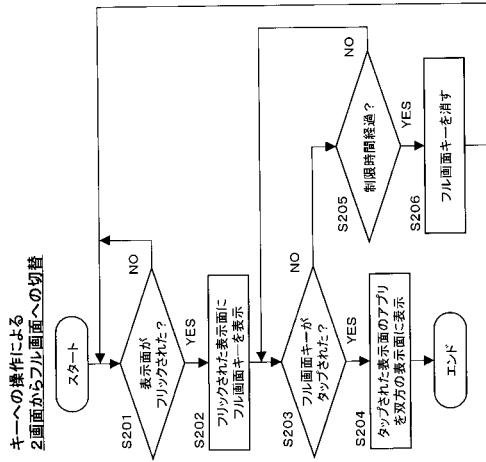 キーへの操作による
2画面からフル画面への切替
スタート
S201
表示面が
フリックされた？
NO
YES
S202
フリックされた表示面に
フル画面キーを表示
S203
フル画面キーが
タップされた？
NO
YES
S204
タップされた表示面のアプリ
を双方の表示面に表示
エンド
S205
制限時間経過？
NO
YES
S206
フル画面キーを消す